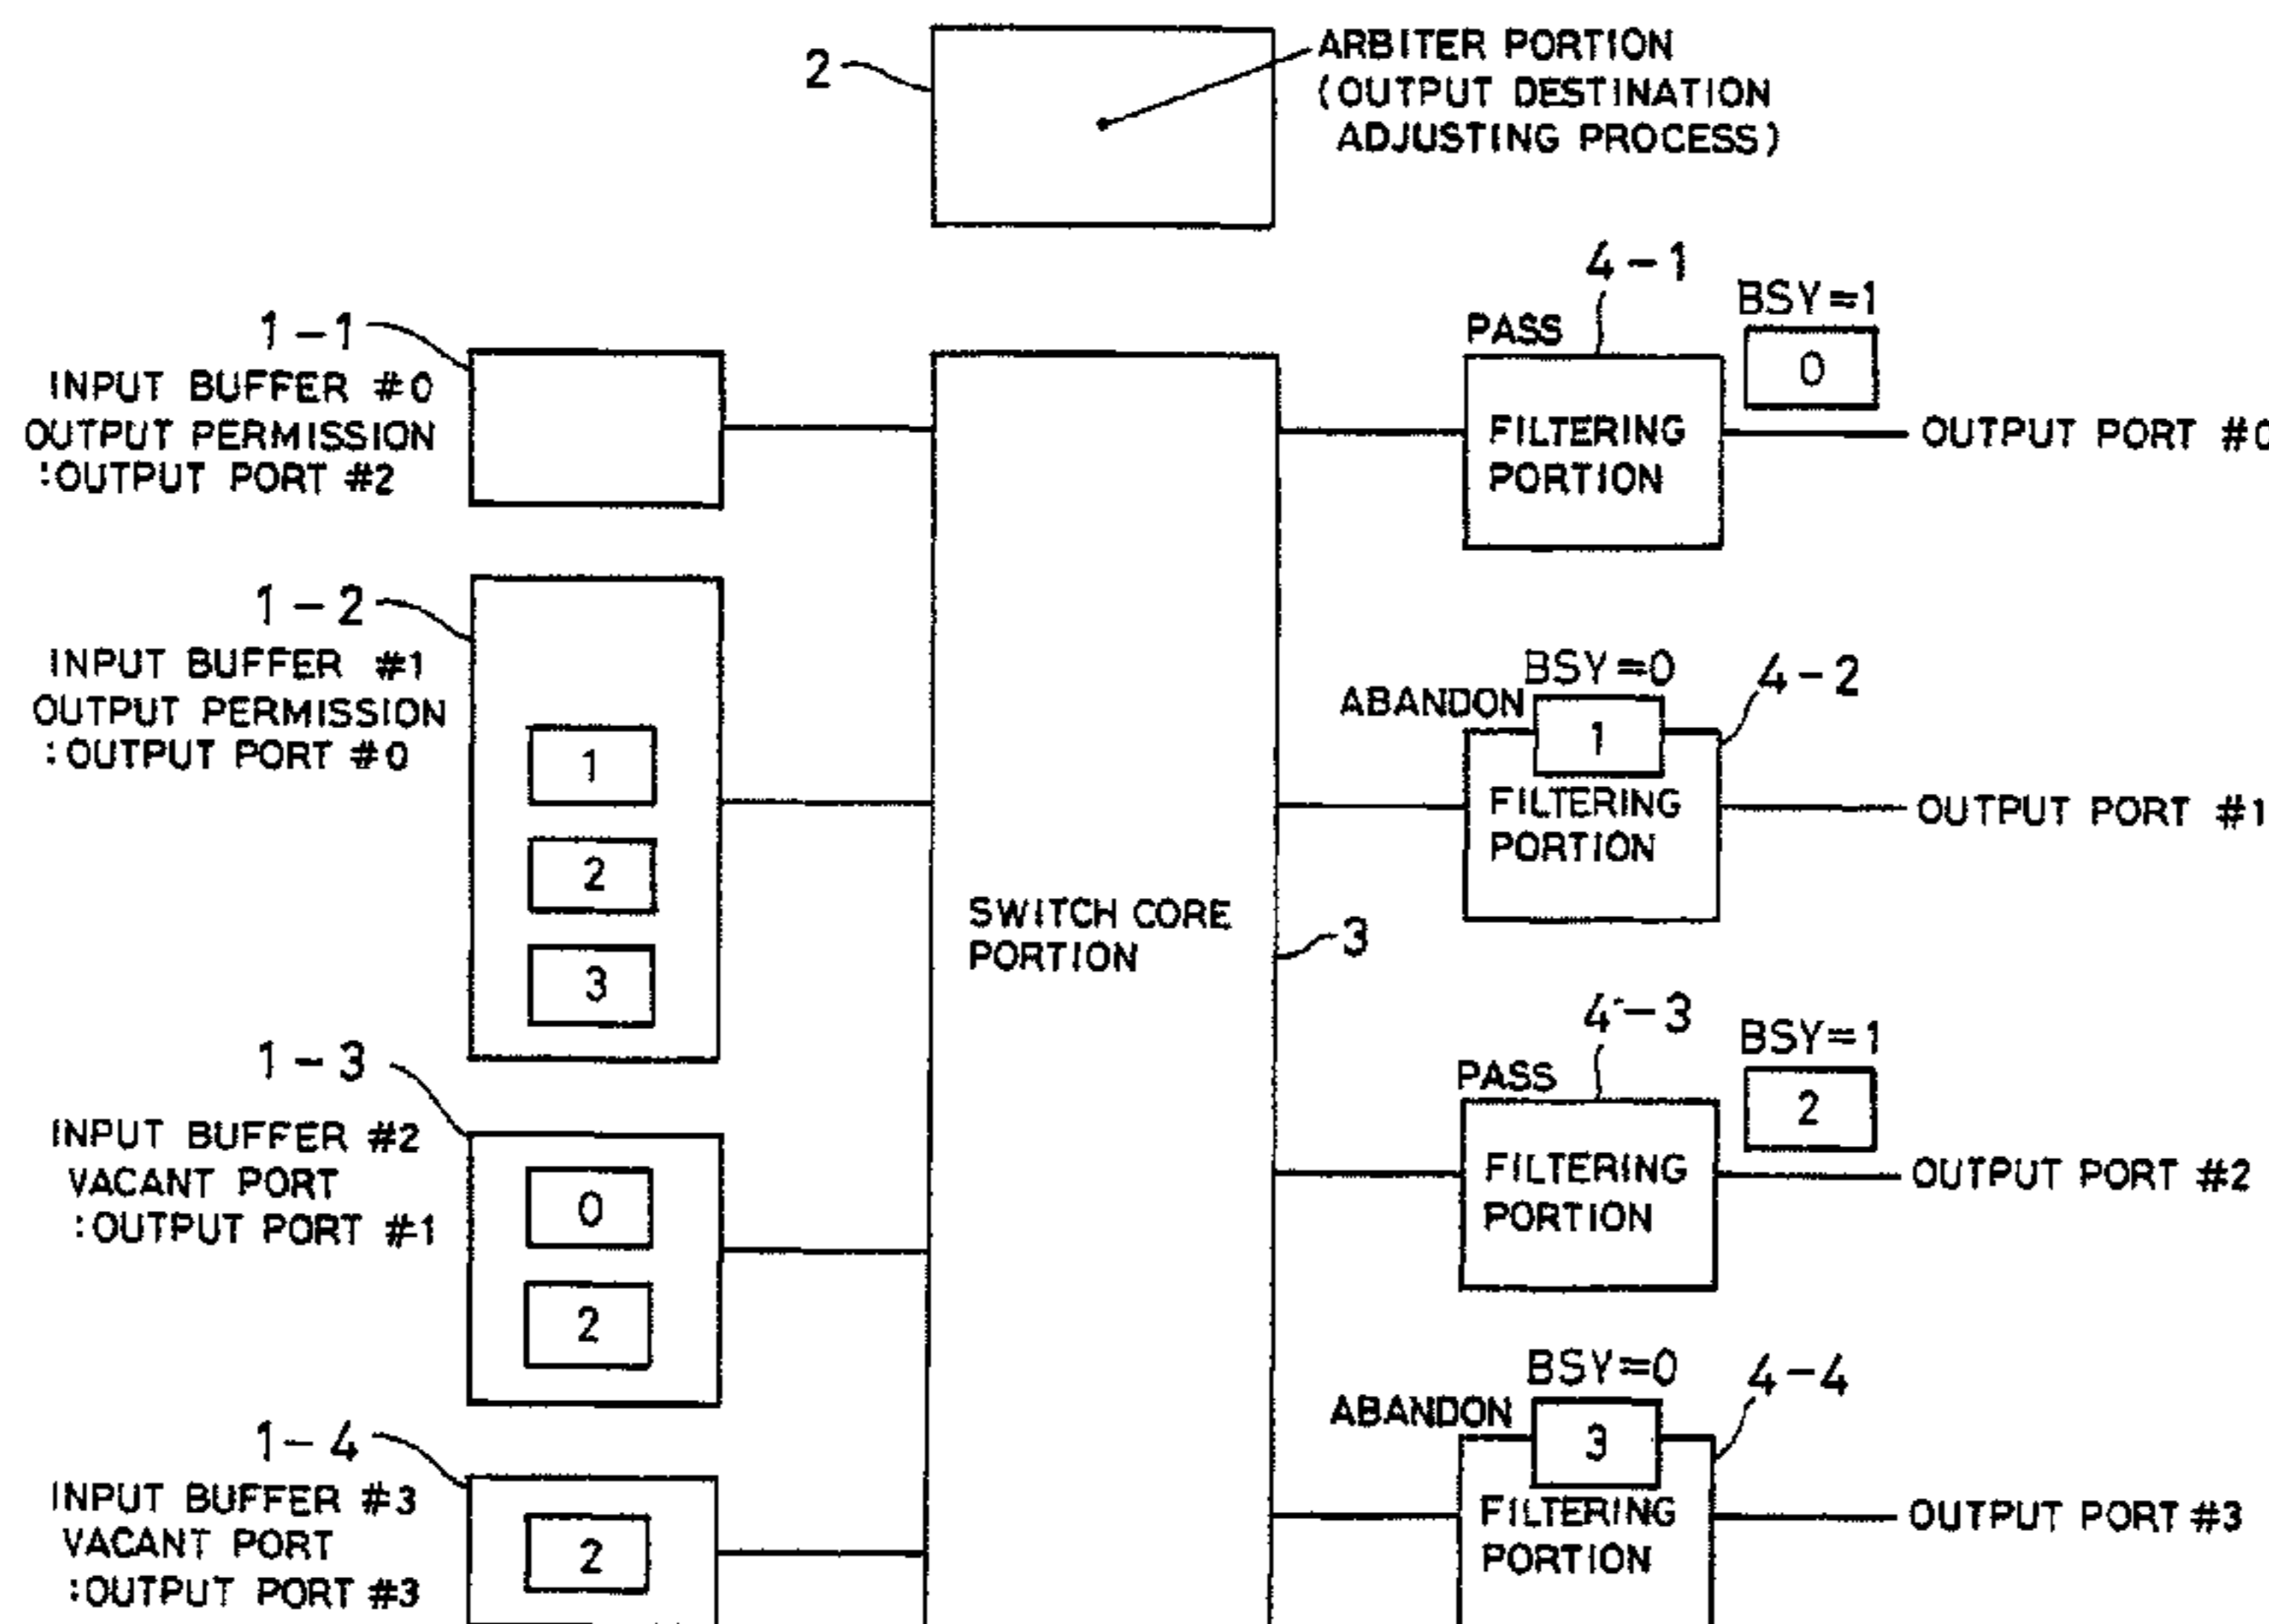 2
ARBITER PORTION
(OUTPUT DESTINATION
ADJUSTING PROCESS)
1-1
INPUT BUFFER #0
OUTPUT PERMISSION
:OUTPUT PORT #2
4-1
PASS
BSY=1
0
FILTERING
PORTION
OUTPUT PORT #0
1-2
INPUT BUFFER #1
OUTPUT PERMISSION
:OUTPUT PORT #0
1
2
3
BSY=0
ABANDON
1
4-2
FILTERING
PORTION
OUTPUT PORT #1
SWITCH CORE
PORTION
3
1-3
INPUT BUFFER #2
VACANT PORT
:OUTPUT PORT #1
0
2
4-3
PASS
BSY=1
2
FILTERING
PORTION
OUTPUT PORT #2
1-4
INPUT BUFFER #3
VACANT PORT
:OUTPUT PORT #3
2
BSY=0
ABANDON
3
4-4
FILTERING
PORTION
OUTPUT PORT #3